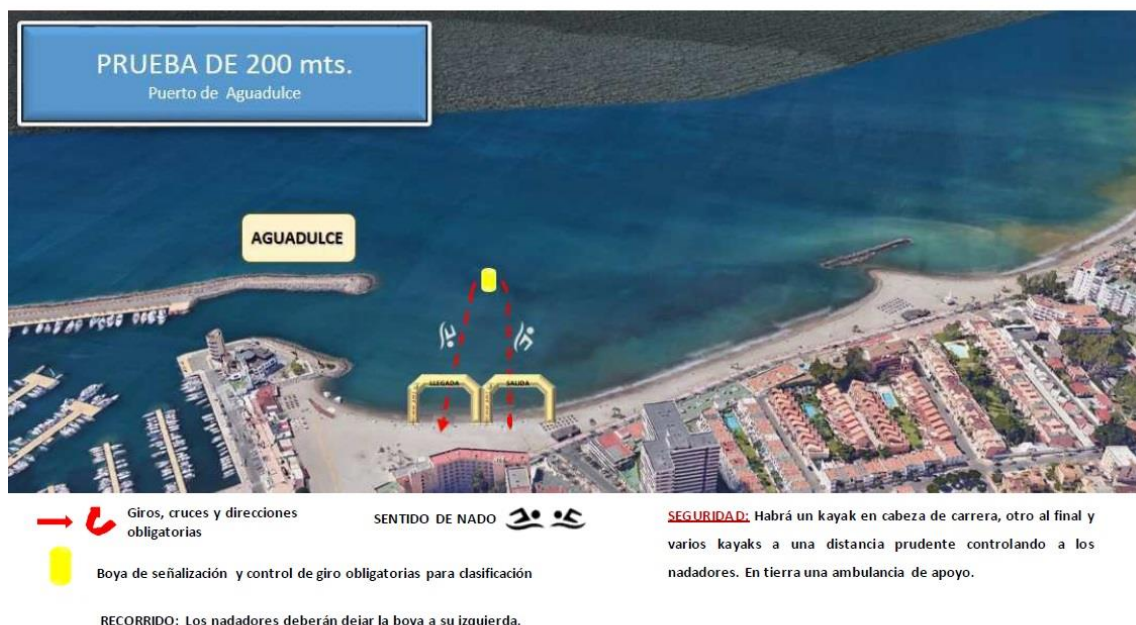 PRUEBA DE 200 mts.
Puerto de Aguadulce
AGUADULCE
LLEGADA
SALIDA
Giros, cruces y direcciones
obligatorias
SENTIDO DE NADO
Boya de señalización y control de giro obligatorias para clasificación
RECORRIDO: Los nadadores deberán dejar la boya a su izquierda.
SEGURIDAD: Habrá un kayak en cabeza de carrera, otro al final y
varios kayaks a una distancia prudente controlando a los
nadadores. En tierra una ambulancia de apoyo.